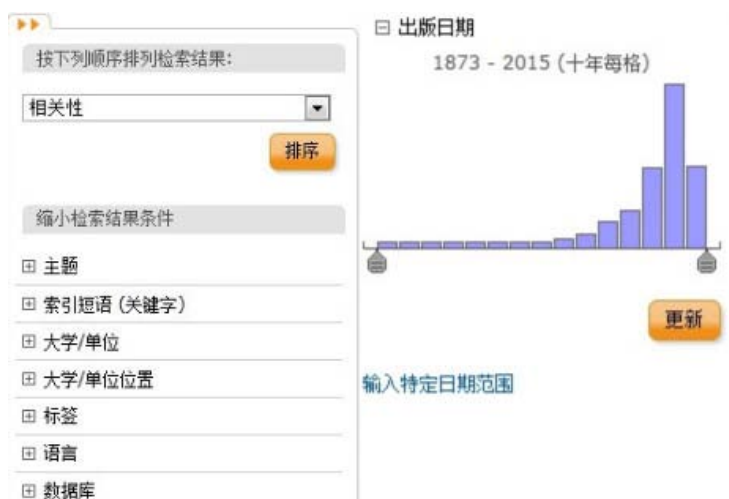 按下列顺序排列检索结果:
相关性
排序
缩小检索结果条件
主题
索引短语 (关键字)
大学/单位
大学/单位位置
标签
语言
数据库
出版日期
1873 - 2015 (十年每格)
更新
输入特定日期范围